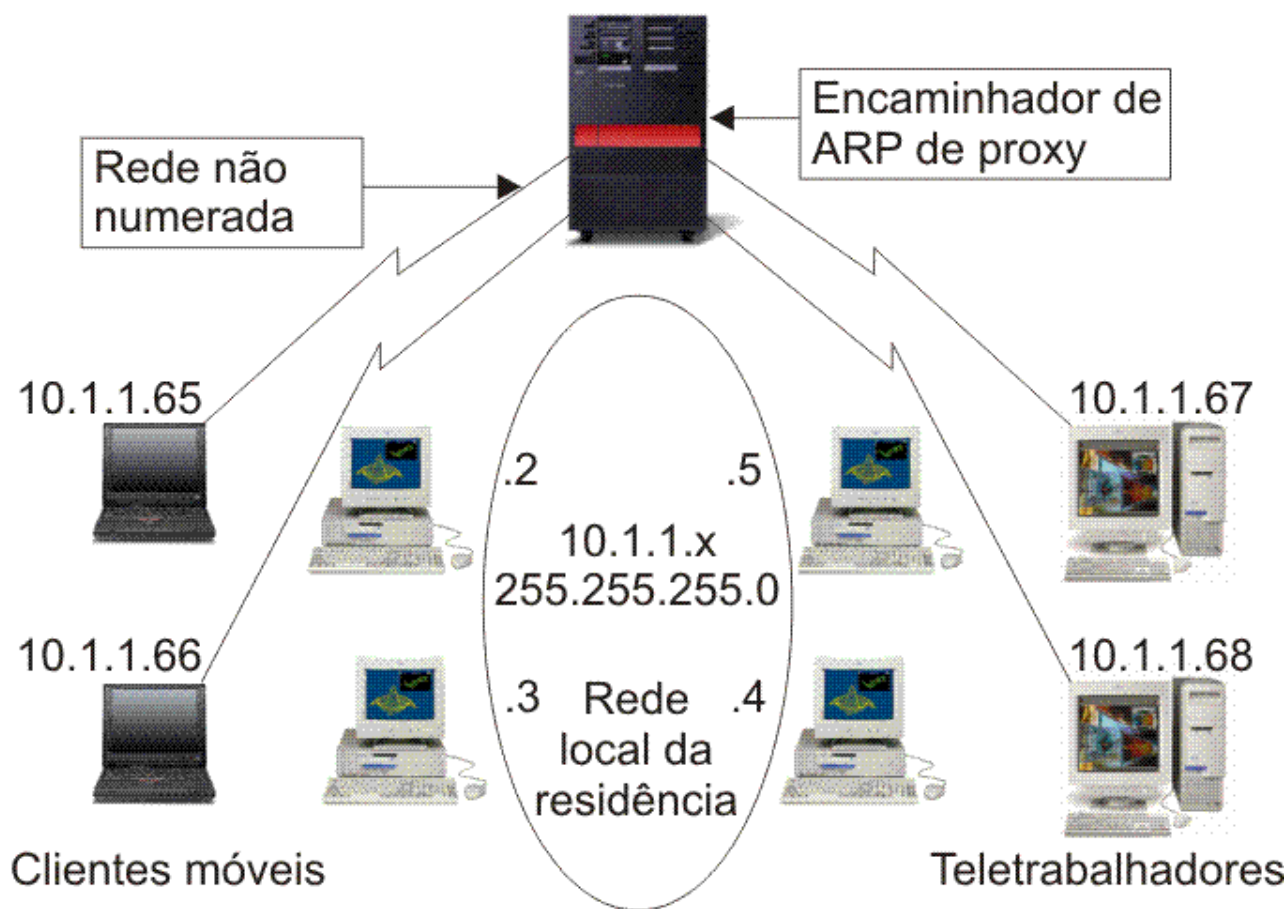 Encaminhador de
ARP de proxy
Rede não
numerada
10.1.1.65
10.1.1.67
.2
.5
10.1.1.x
255.255.255.0
10.1.1.66
10.1.1.68
.3
.4
Rede
local da
residência
Clientes móveis
Teletrabalhadores